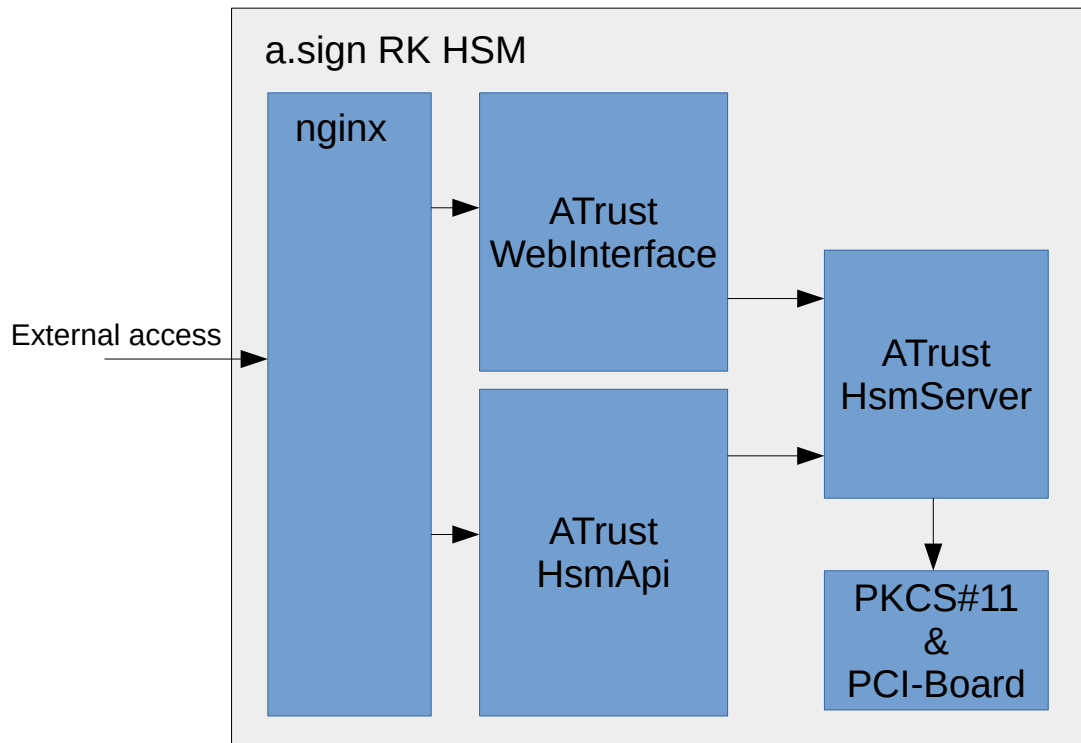 a.sign RK HSM
nginx
ATrust
WebInterface
External access
ATrust
HsmServer
ATrust
HsmApi
PKCS#11
&
PCI-Board